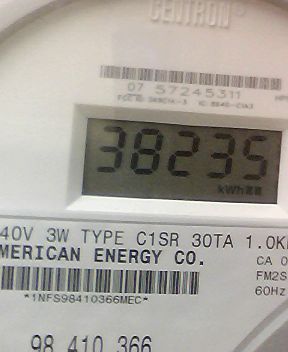 CENTRON®
07 57245311
38235
kWh
40V 3W TYPE C1SR 30TA 1.0K
MERICAN ENERGY CO.
CA 0
FM2S
60Hz
*1NFS98410366MEC*
98 410 366